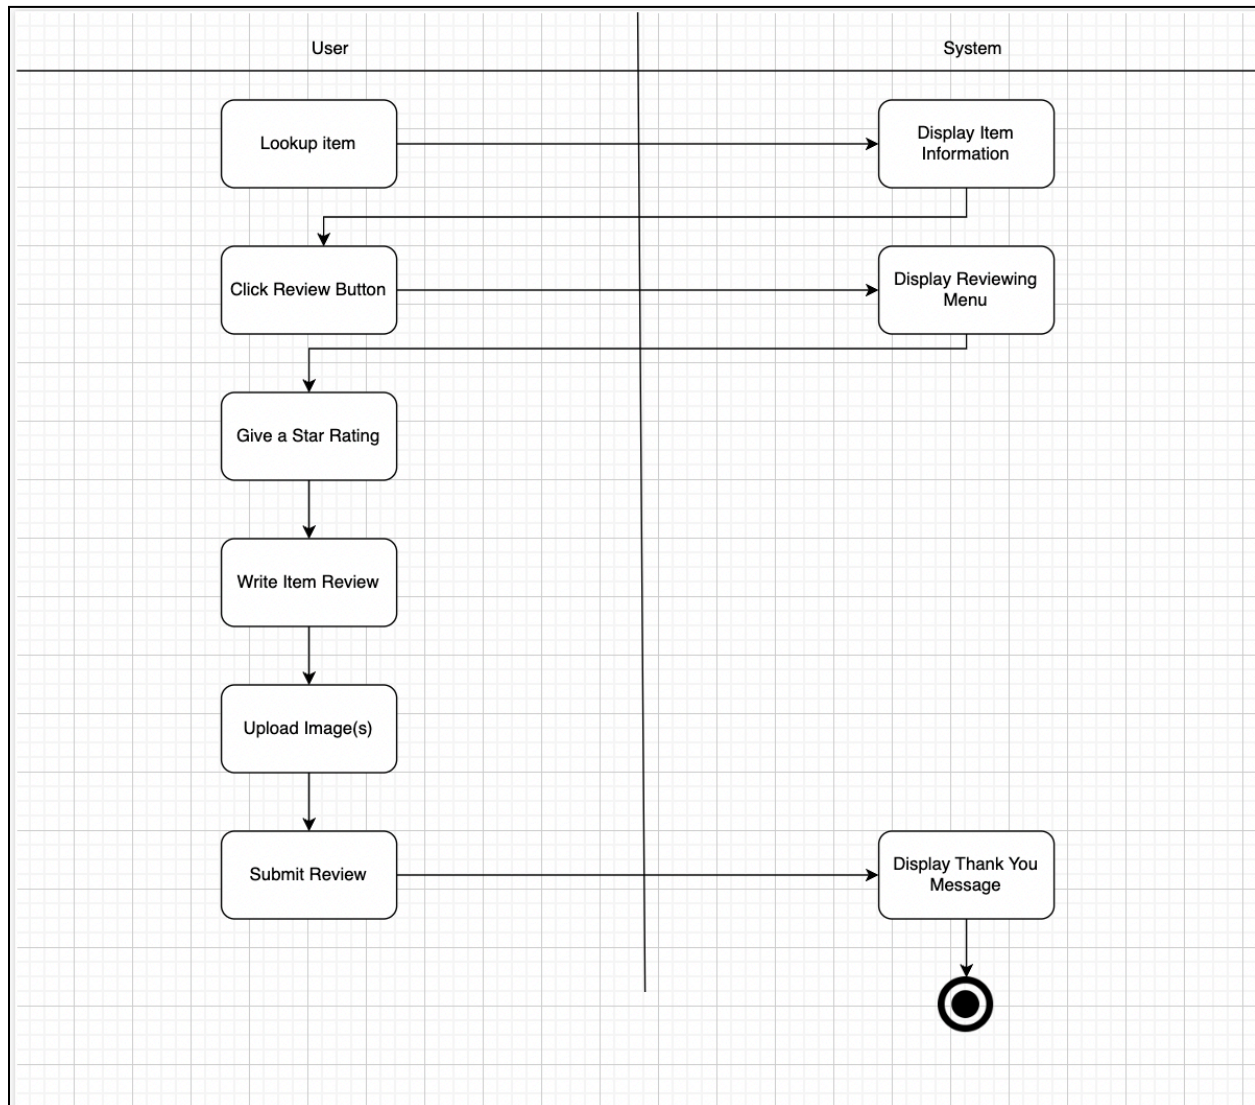 User
System
Lookup item
Display Item
Information
Click Review Button
Display Reviewing
Menu
Give a Star Rating
Write Item Review
Upload Image(s)
Submit Review
Display Thank You
Message